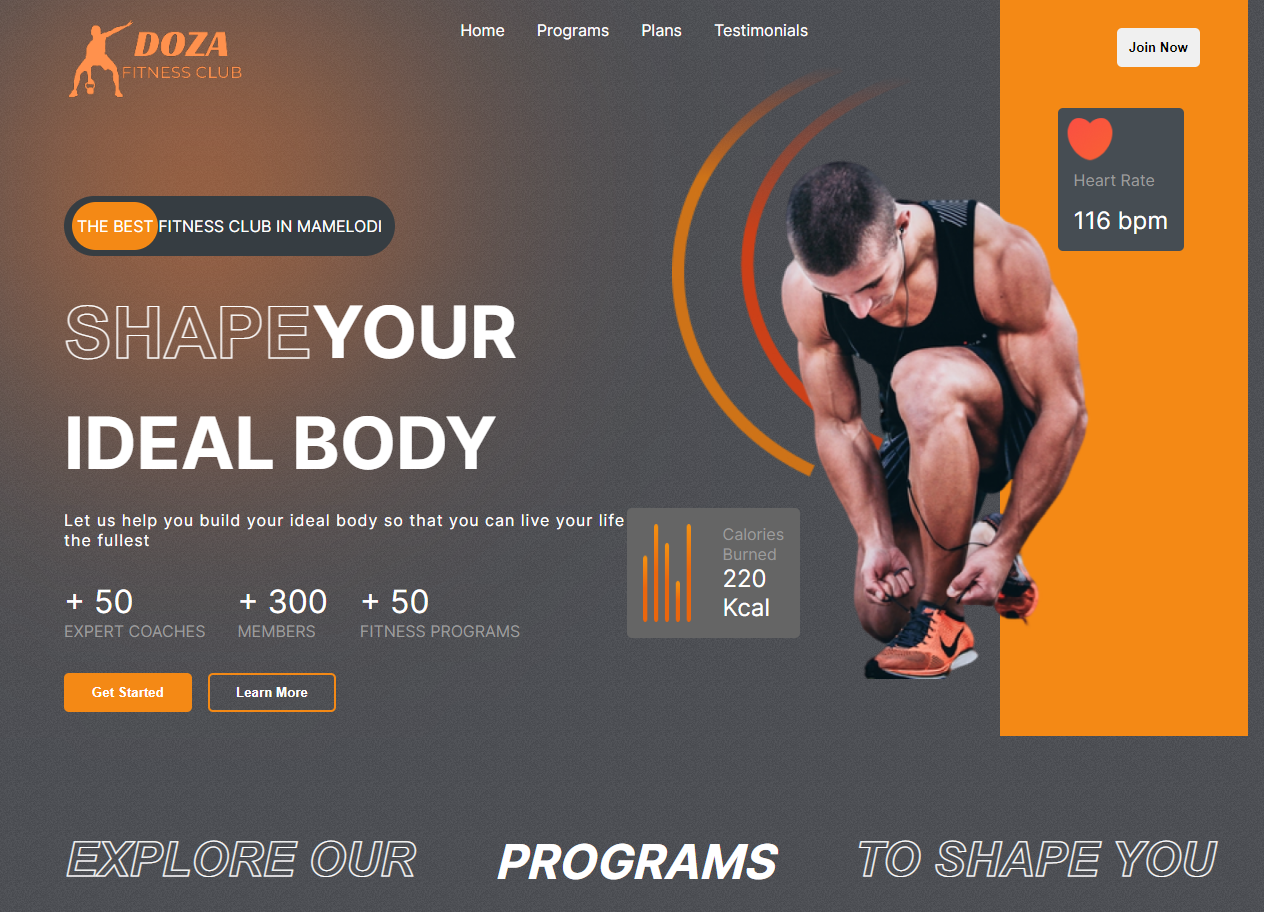 DOZA
FITNESS CLUB
Home Programs Plans Testimonials
Join Now
Heart Rate
116 bpm
THE BEST FITNESS CLUB IN MAMELODI
SHAPE YOUR
IDEAL BODY
Let us help you build your ideal body so that you can live your life
the fullest
Calories
Burned
220
Kcal
+ 50 + 300 + 50
EXPERT COACHES MEMBERS FITNESS PROGRAMS
Get Started Learn More
EXPLORE OUR PROGRAMS TO SHAPE YOU